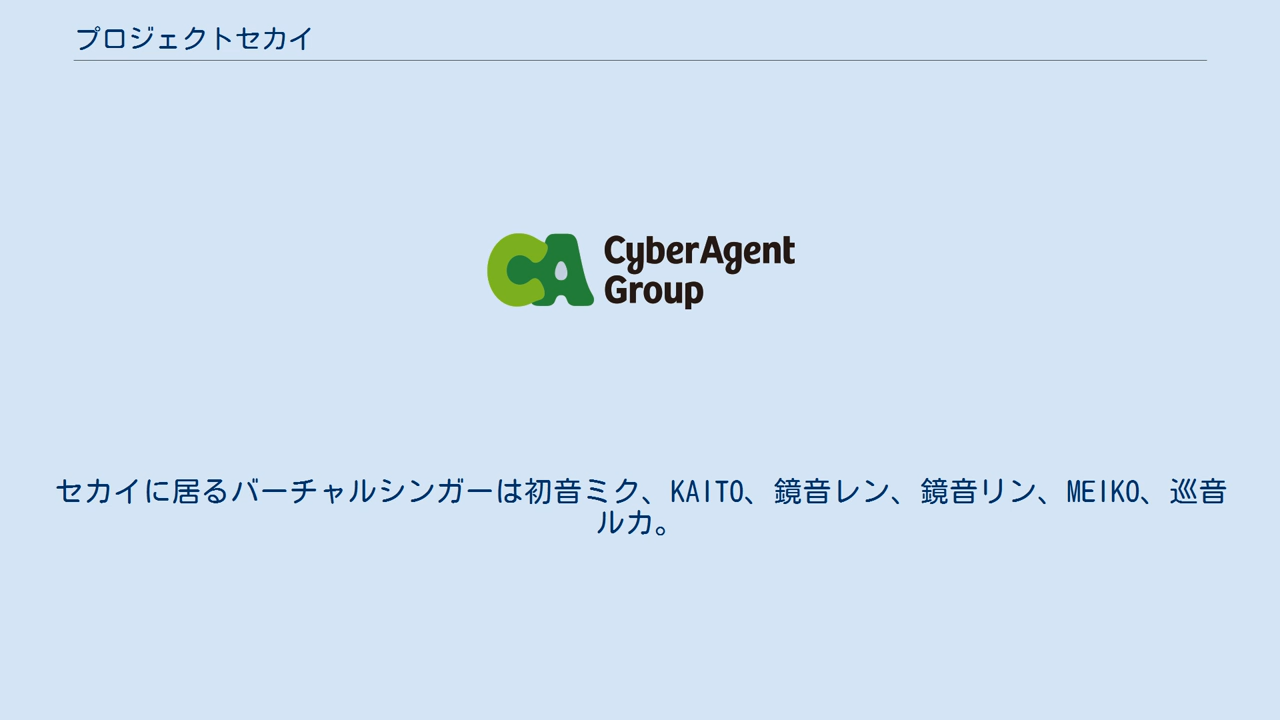 プロジェクトセカイ
CyberAgent
Group
セカイに居るバーチャルシンガーは初音ミク、KAITO、鏡音レン、鏡音リン、MEIKO、巡音
ルカ。